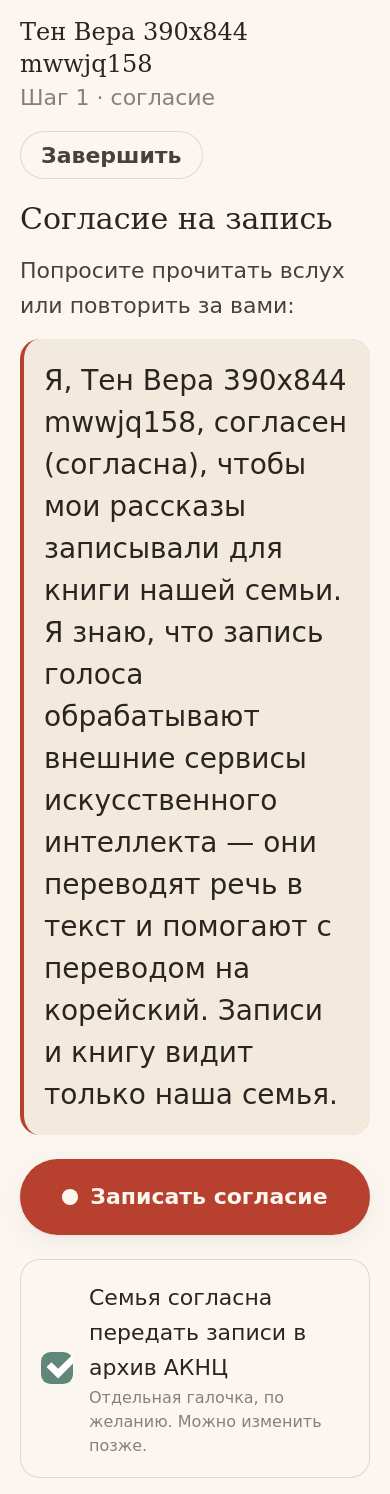 Тен Вера 390x844
mwwjq158
Шаг 1 · согласие
Завершить
Согласие на запись
Попросите прочитать вслух
или повторить за вами:
Я, Тен Вера 390x844
mwwjq158, согласен
(согласна), чтобы
мои рассказы
записывали для
книги нашей семьи.
Я знаю, что запись
голоса
обрабатывают
внешние сервисы
искусственного
интеллекта — они
переводят речь в
текст и помогают с
переводом на
корейский. Записи
и книгу видит
только наша семья.
Записать согласие
Семья согласна
передать записи в
архив АКНЦ
Отдельная галочка, по
желанию. Можно изменить
позже.